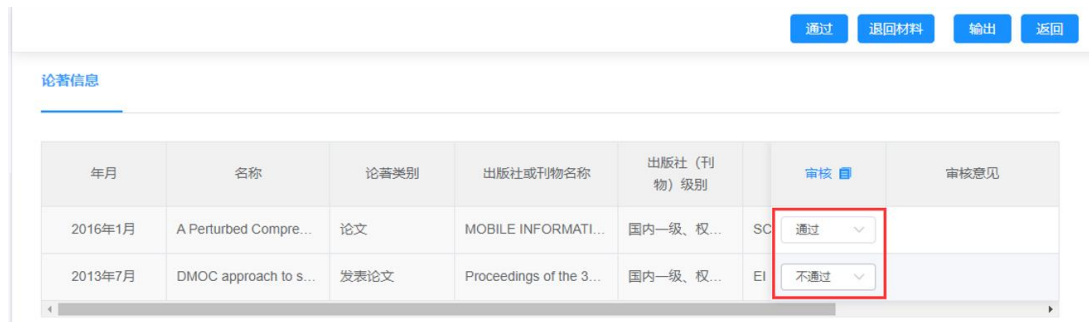 通过 退回材料 输出 返回
论著信息
年月 名称 论著类别 出版社或刊物名称 出版社（刊物）级别 审核 审核意见
2016年1月 A Perturbed Compre... 论文 MOBILE INFORMATI... 国内一级、权... SC 通过
2013年7月 DMOC approach to s... 发表论文 Proceedings of the 3... 国内一级、权... EI 不通过